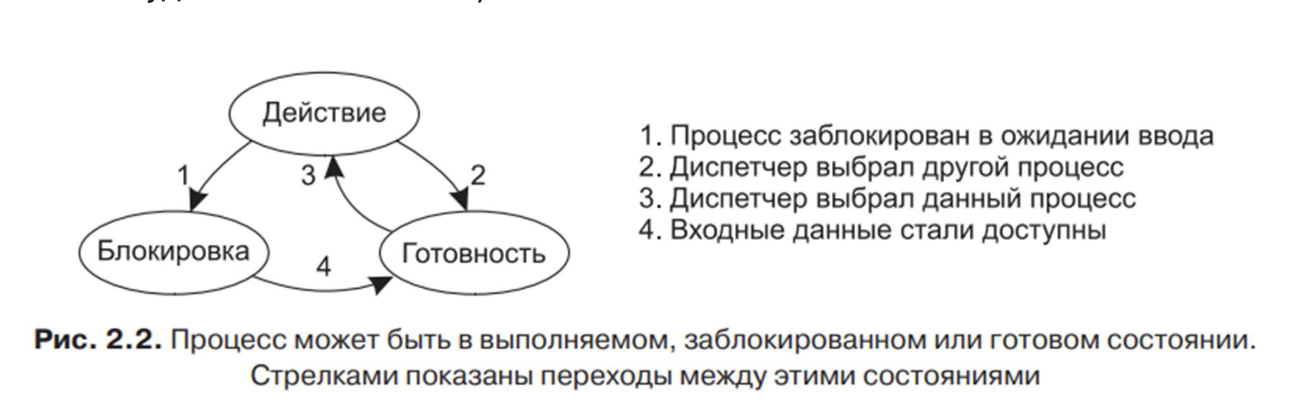 Действие
1
3
2
Блокировка
4
Готовность
1. Процесс заблокирован в ожидании ввода
2. Диспетчер выбрал другой процесс
3. Диспетчер выбрал данный процесс
4. Входные данные стали доступны
Рис. 2.2. Процесс может быть в выполняемом, заблокированном или готовом состоянии.
Стрелками показаны переходы между этими состояниями